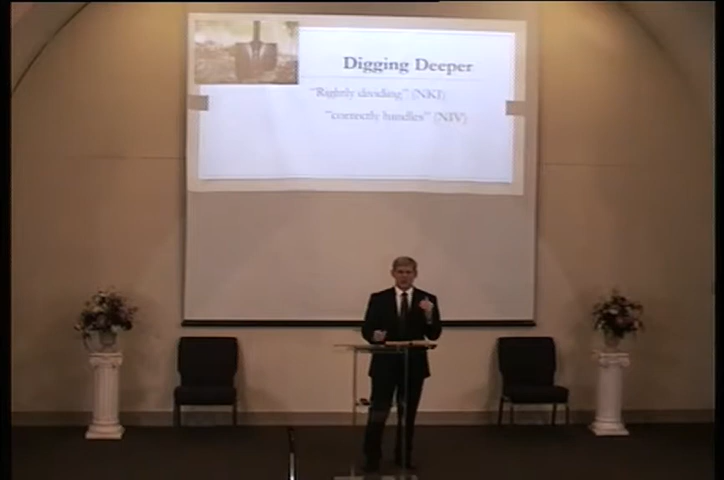 Digging Deeper
“Rightly dividing” (NKJ)
“correctly handles” (NIV)